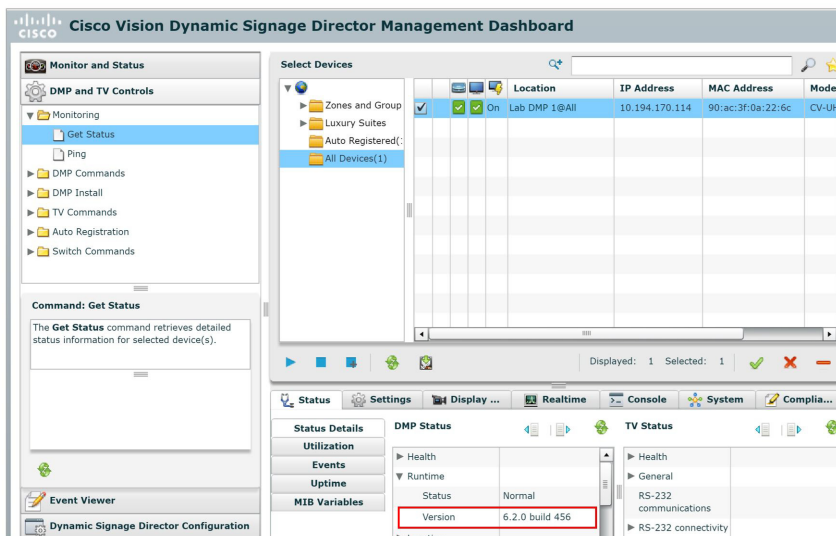 CISCO
Cisco Vision Dynamic Signage Director Management Dashboard
Monitor and Status
DMP and TV Controls
Monitoring
Get Status
Ping
DMP Commands
DMP Install
TV Commands
Auto Registration
Switch Commands
Command: Get Status
The Get Status command retrieves detailed
status information for selected device(s).
Event Viewer
Dynamic Signage Director Configuration
Select Devices
Zones and Group
Luxury Suites
Auto Registered(
All Devices(1)
Location IP Address MAC Address Mode
On Lab DMP 1@All 10.194.170.114 90:ac:3f:0a:22:6c CV-UH
Displayed: 1 Selected: 1
Status Settings Display ... Realtime Console System Complia...
Status Details
Utilization
Events
Uptime
MIB Variables
DMP Status
Health
Runtime
Status Normal
Version 6.2.0 build 456
TV Status
Health
General
RS-232
communications
RS-232 connectivity